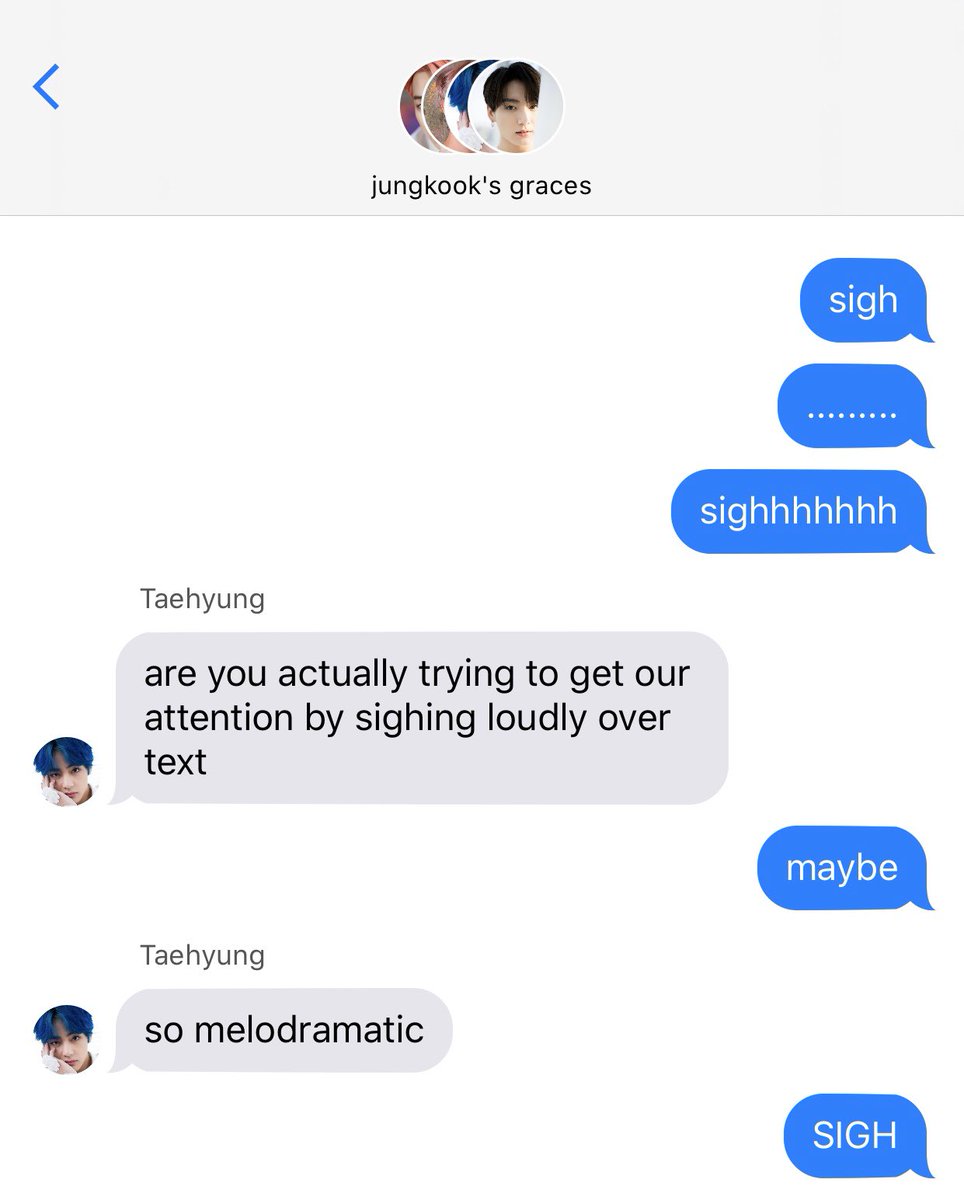 jungkook's graces
sigh
.........
sighhhhhhh
Taehyung
are you actually trying to get our
attention by sighing loudly over
text
maybe
Taehyung
so melodramatic
SIGH